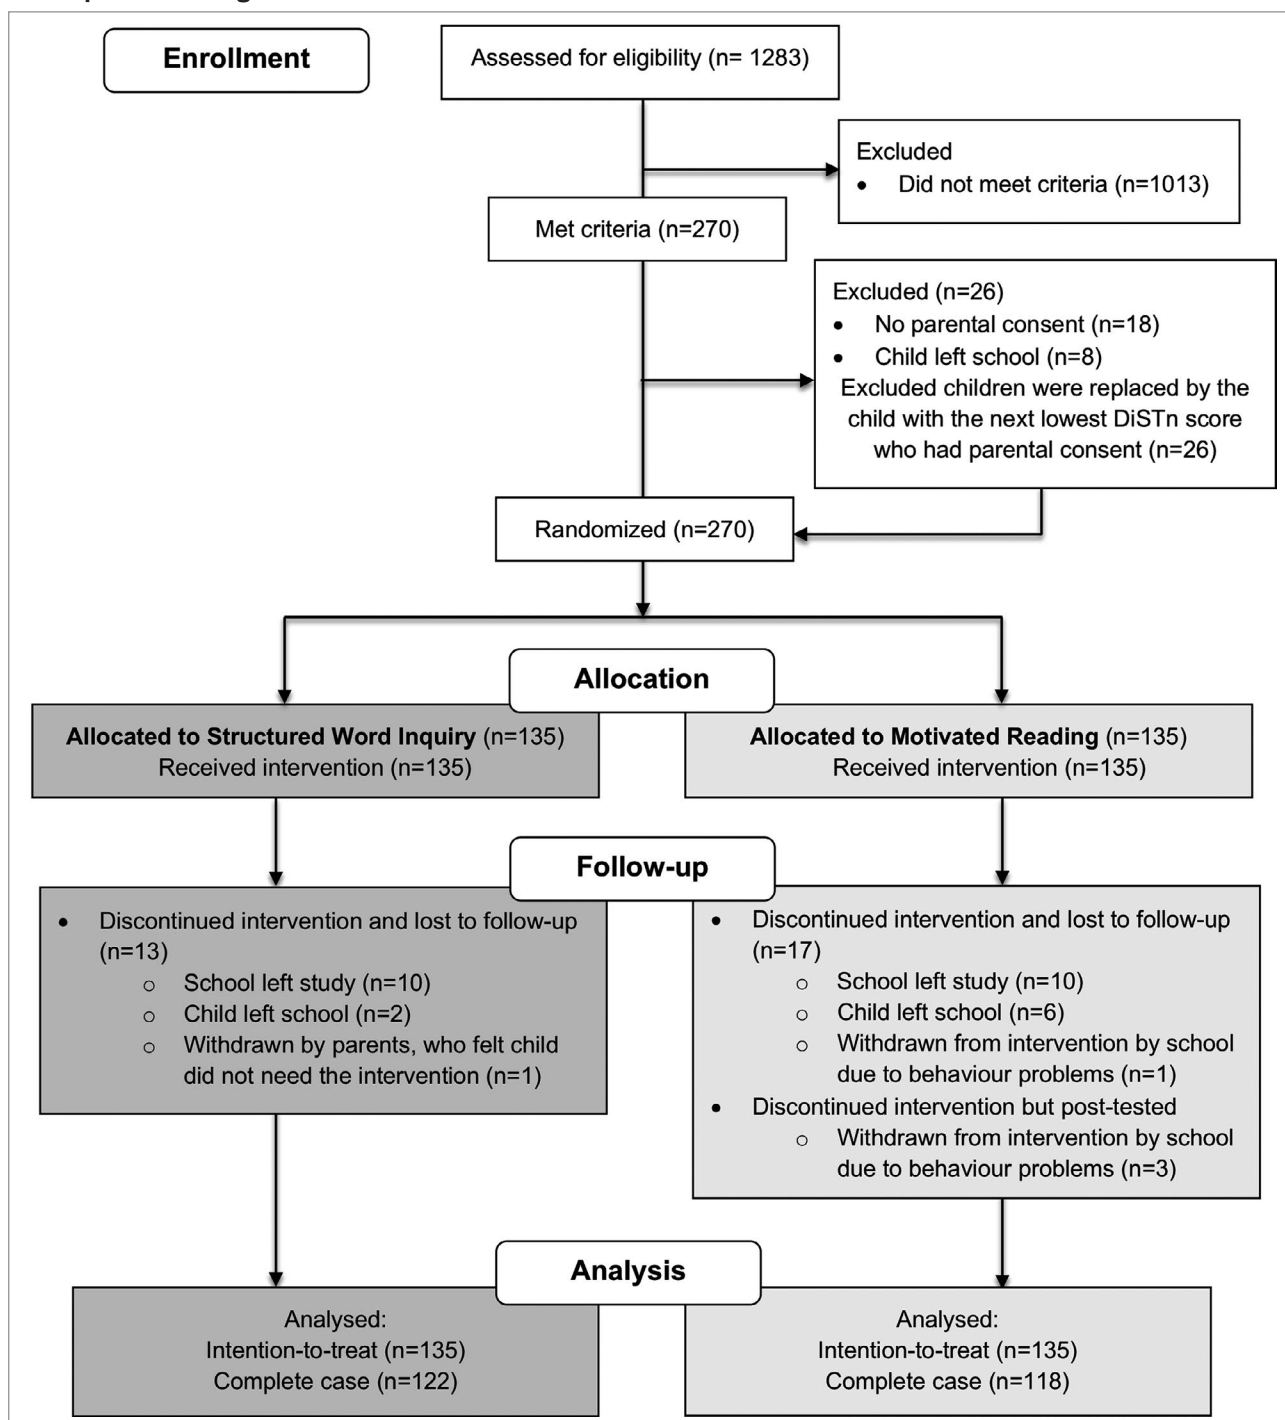 Enrollment
Assessed for eligibility (n= 1283)
Excluded
• Did not meet criteria (n=1013)
Met criteria (n=270)
Excluded (n=26)
• No parental consent (n=18)
• Child left school (n=8)
Excluded children were replaced by the
child with the next lowest DiSTn score
who had parental consent (n=26)
Randomized (n=270)
Allocation
Allocated to Structured Word Inquiry (n=135)
Received intervention (n=135)
Allocated to Motivated Reading (n=135)
Received intervention (n=135)
Follow-up
• Discontinued intervention and lost to follow-up
(n=13)
o School left study (n=10)
o Child left school (n=2)
o Withdrawn by parents, who felt child
did not need the intervention (n=1)
• Discontinued intervention and lost to follow-up
(n=17)
o School left study (n=10)
o Child left school (n=6)
o Withdrawn from intervention by school
due to behaviour problems (n=1)
• Discontinued intervention but post-tested
o Withdrawn from intervention by school
due to behaviour problems (n=3)
Analysis
Analysed:
Intention-to-treat (n=135)
Complete case (n=122)
Analysed:
Intention-to-treat (n=135)
Complete case (n=118)